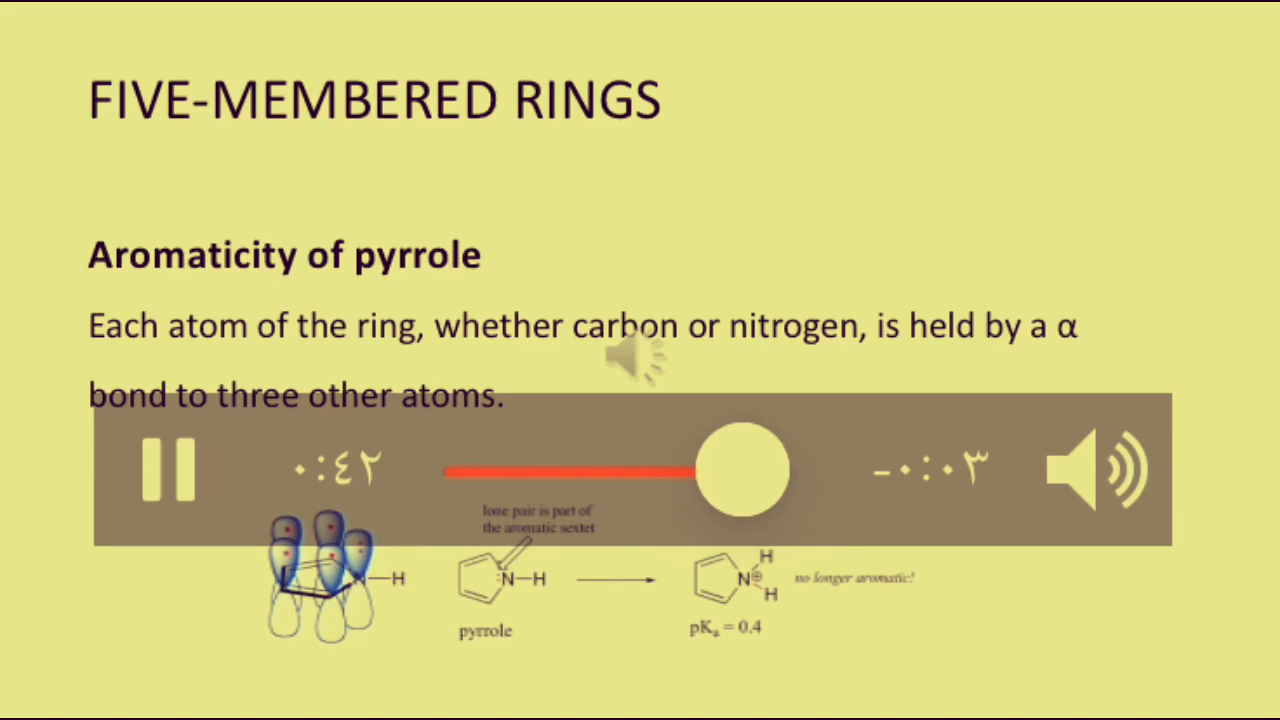 FIVE-MEMBERED RINGS
Aromaticity of pyrrole
Each atom of the ring, whether carbon or nitrogen, is held by a α
bond to three other atoms.
٠:٤٢
-٠:٠٣
lone pair is part of
the aromatic sextet
N—H
N—H
pyrrole
H
N⊕
H
no longer aromatic!
pKa = 0.4